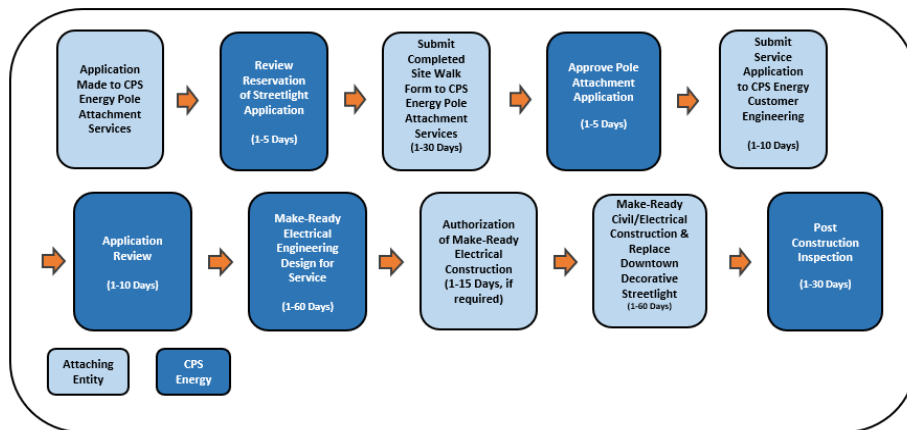 Application
Made to CPS
Energy Pole
Attachment
Services
Review
Reservation
of Streetlight
Application
(1-5 Days)
Submit
Completed
Site Walk
Form to CPS
Energy Pole
Attachment
Services
(1-30 Days)
Approve Pole
Attachment
Application
(1-5 Days)
Submit
Service
Application
to CPS Energy
Customer
Engineering
(1-10 Days)
Application
Review
(1-10 Days)
Make-Ready
Electrical
Engineering
Design for
Service
(1-60 Days)
Authorization
of Make-Ready
Electrical
Construction
(1-15 Days, if
required)
Make-Ready
Civil/Electrical
Construction &
Replace
Downtown
Decorative
Streetlight
(1-60 Days)
Post
Construction
Inspection
(1-30 Days)
Attaching
Entity
CPS
Energy